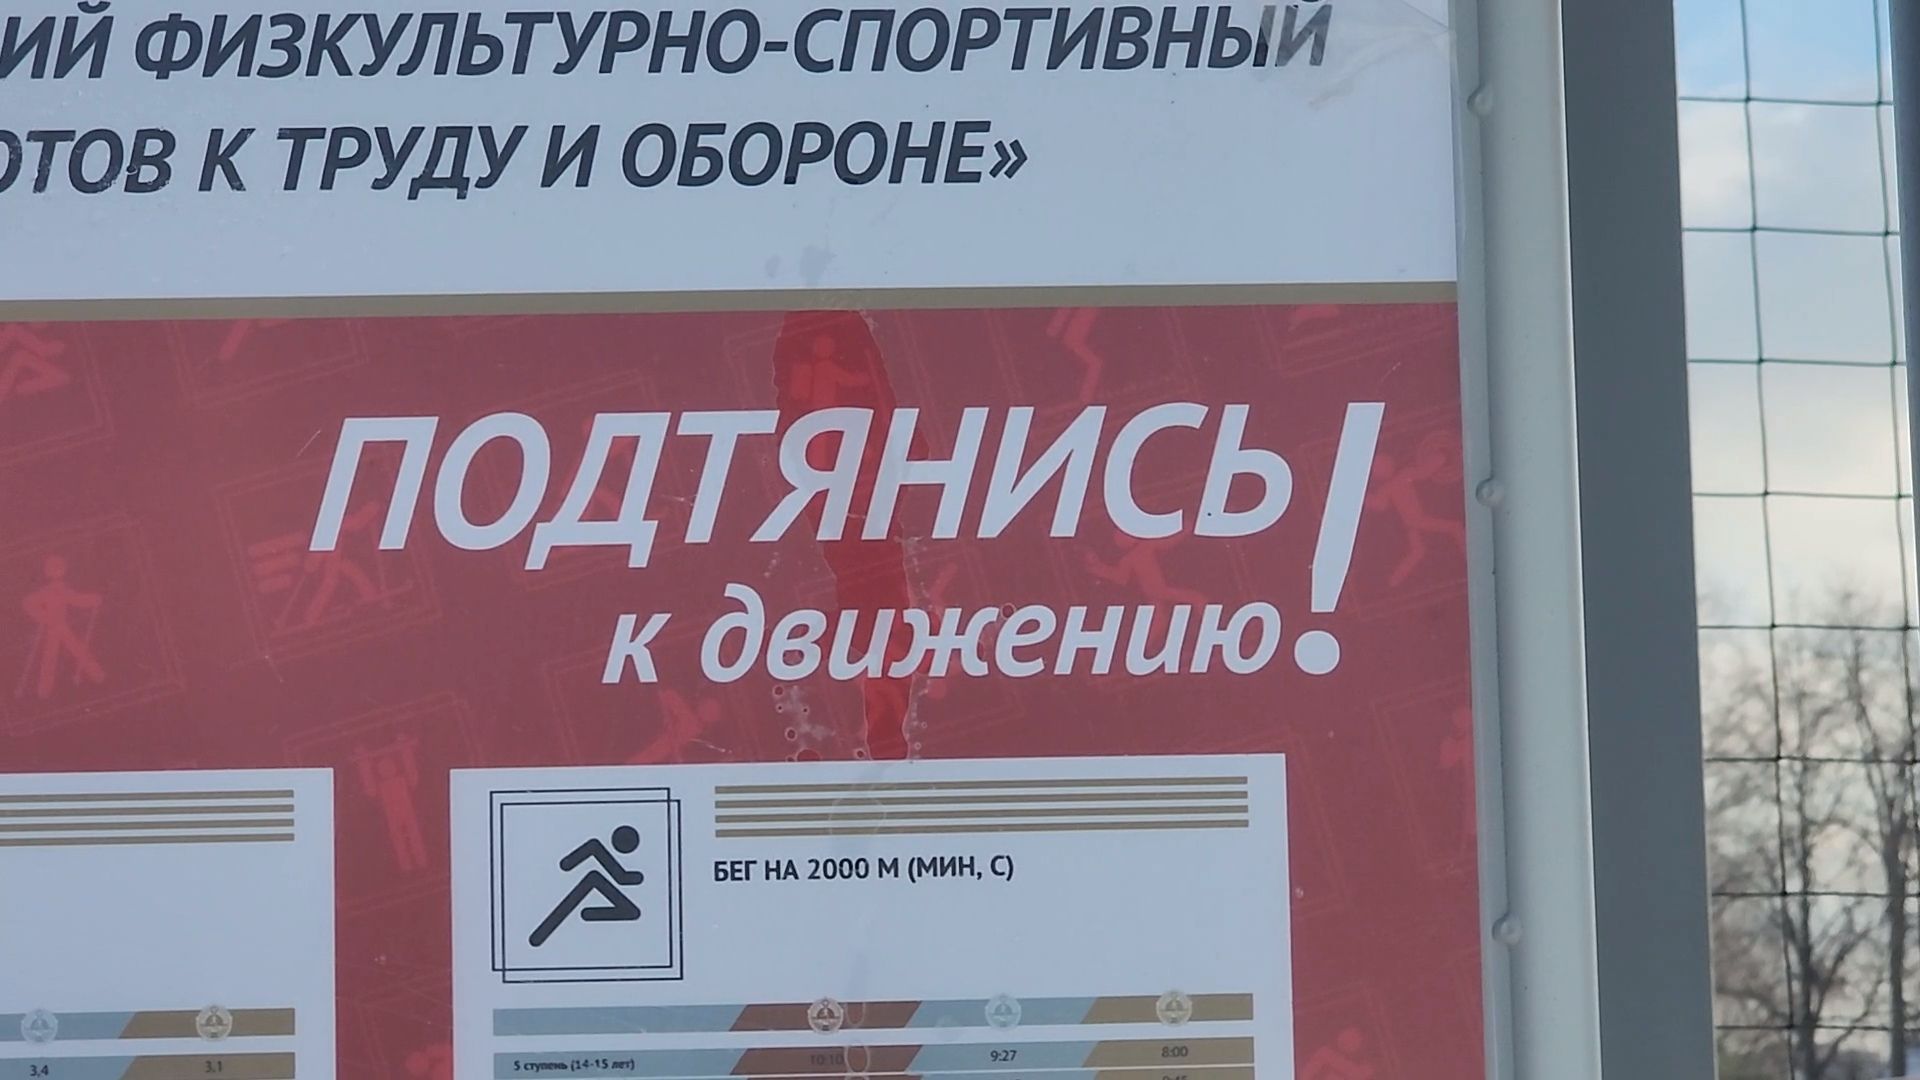 ИЙ ФИЗКУЛЬТУРНО-СПОРТИВНЫЙ
ОТОВ К ТРУДУ И ОБОРОНЕ»
ПОДТЯНИСЬ!
к движению
БЕГ НА 2000 М (МИН, С)
5 ступень (14-15 лет) 10:10 9:27 8:00
3,4 3,1